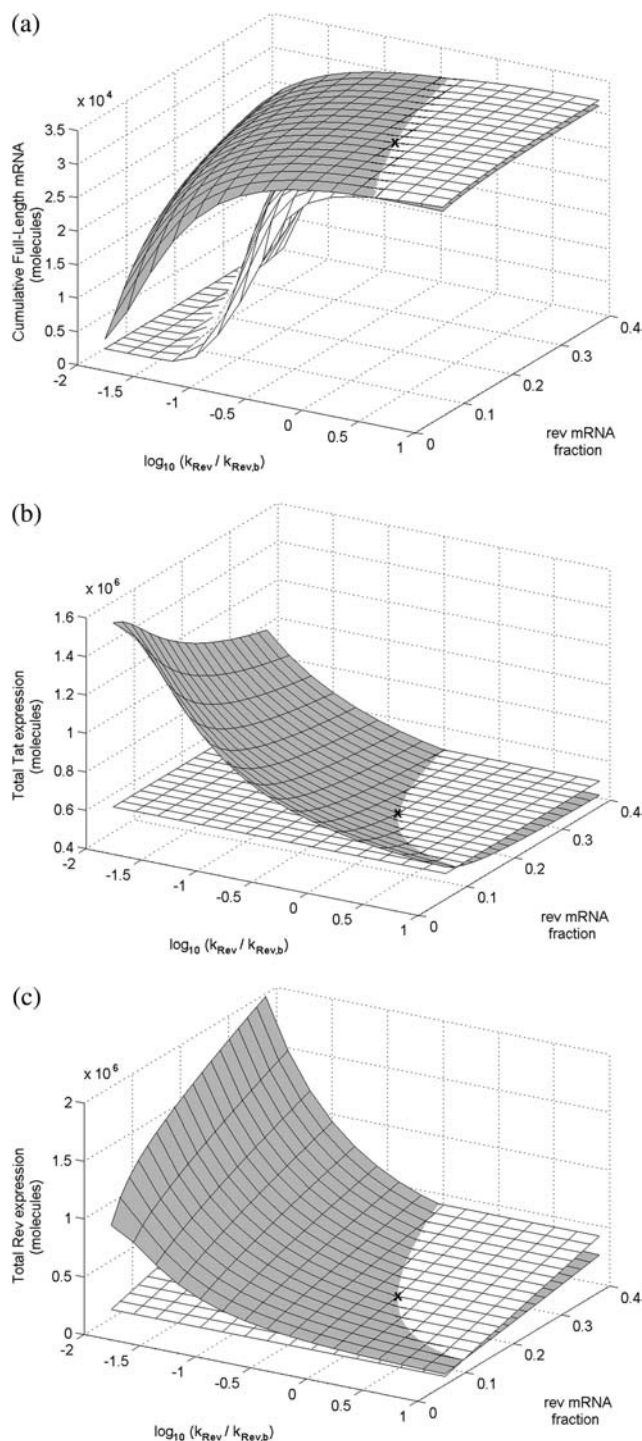 (a)
x 10⁴
3.5
3
2.5
2
1.5
1
0.5
0
Cumulative Full-Length mRNA
(molecules)
x
-2
-1.5
-1
-0.5
0
0.5
1
log₁₀ (kRev / kRev,b)
0
0.1
0.2
0.3
0.4
rev mRNA
fraction
(b)
x 10⁶
1.6
1.4
1.2
1
0.8
0.6
0.4
Total Tat expression
(molecules)
x
-2
-1.5
-1
-0.5
0
0.5
1
log₁₀ (kRev / kRev,b)
0
0.1
0.2
0.3
0.4
rev mRNA
fraction
(c)
x 10⁶
2
1.5
1
0.5
0
Total Rev expression
(molecules)
x
-2
-1.5
-1
-0.5
0
0.5
1
log₁₀ (kRev / kRev,b)
0
0.1
0.2
0.3
0.4
rev mRNA
fraction